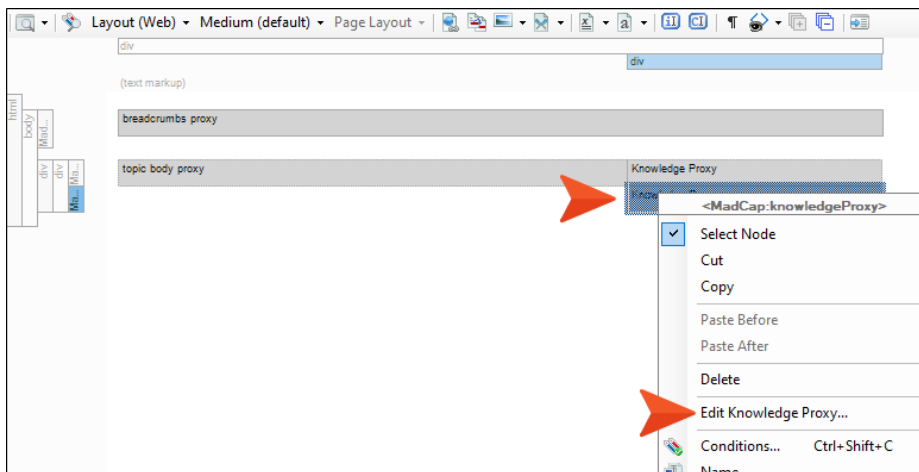 Layout (Web) Medium (default) Page Layout
div
div
(text markup)
html
body
Mad...
breadcrumbs proxy
div
div
Ma...
Ma...
topic body proxy
Knowledge Proxy
<MadCap:knowledgeProxy>
Select Node
Cut
Copy
Paste Before
Paste After
Delete
Edit Knowledge Proxy...
Conditions... Ctrl+Shift+C
Name